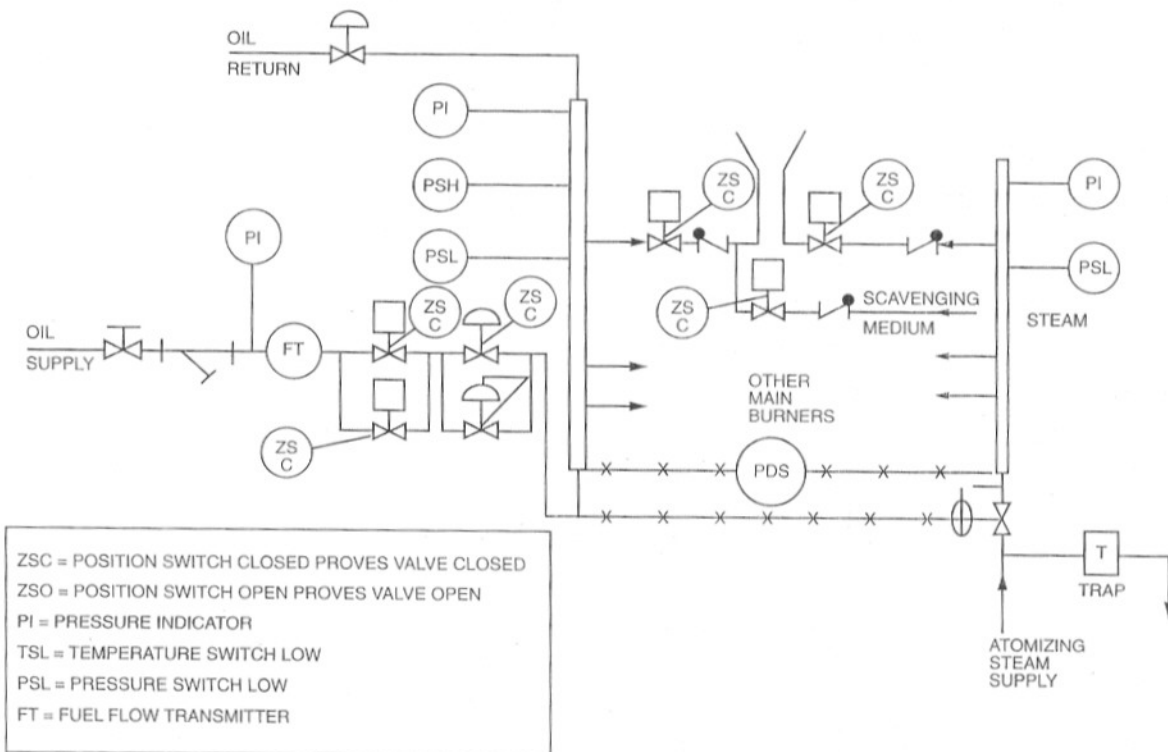 OIL
RETURN
PI
PSH
PSL
PI
ZS
C
ZS
C
OIL
SUPPLY
FT
ZS
C
ZS
C
ZS
C
ZS
C
SCAVENGING
MEDIUM
PI
PSL
STEAM
OTHER
MAIN
BURNERS
PDS
T
TRAP
ATOMIZING
STEAM
SUPPLY
ZSC = POSITION SWITCH CLOSED PROVES VALVE CLOSED
ZSO = POSITION SWITCH OPEN PROVES VALVE OPEN
PI = PRESSURE INDICATOR
TSL = TEMPERATURE SWITCH LOW
PSL = PRESSURE SWITCH LOW
FT = FUEL FLOW TRANSMITTER